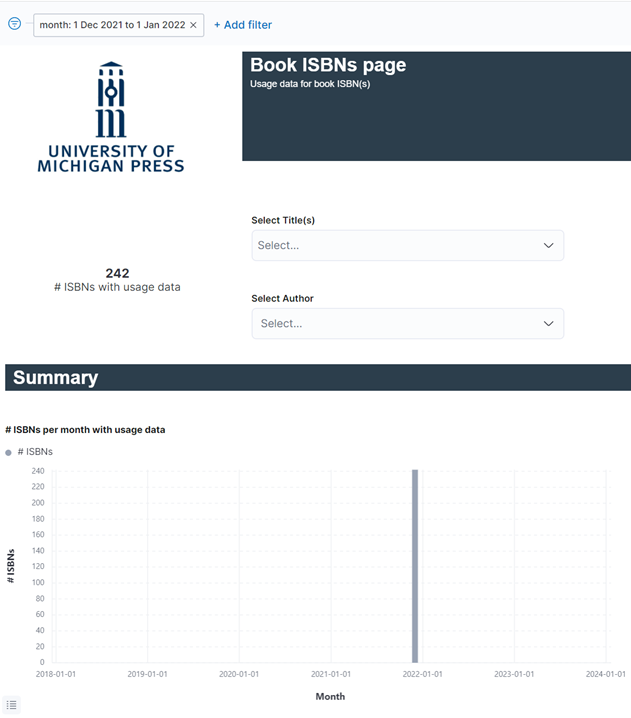 month: 1 Dec 2021 to 1 Jan 2022 ×
+ Add filter
UNIVERSITY OF
MICHIGAN PRESS
Book ISBNs page
Usage data for book ISBN(s)
242
# ISBNs with usage data
Select Title(s)
Select...
Select Author
Select...
Summary
# ISBNs per month with usage data
# ISBNs
# ISBNs
240
220
200
180
160
140
120
100
80
60
40
20
0
2018-01-01 2019-01-01 2020-01-01 2021-01-01 2022-01-01 2023-01-01 2024-01-01
Month